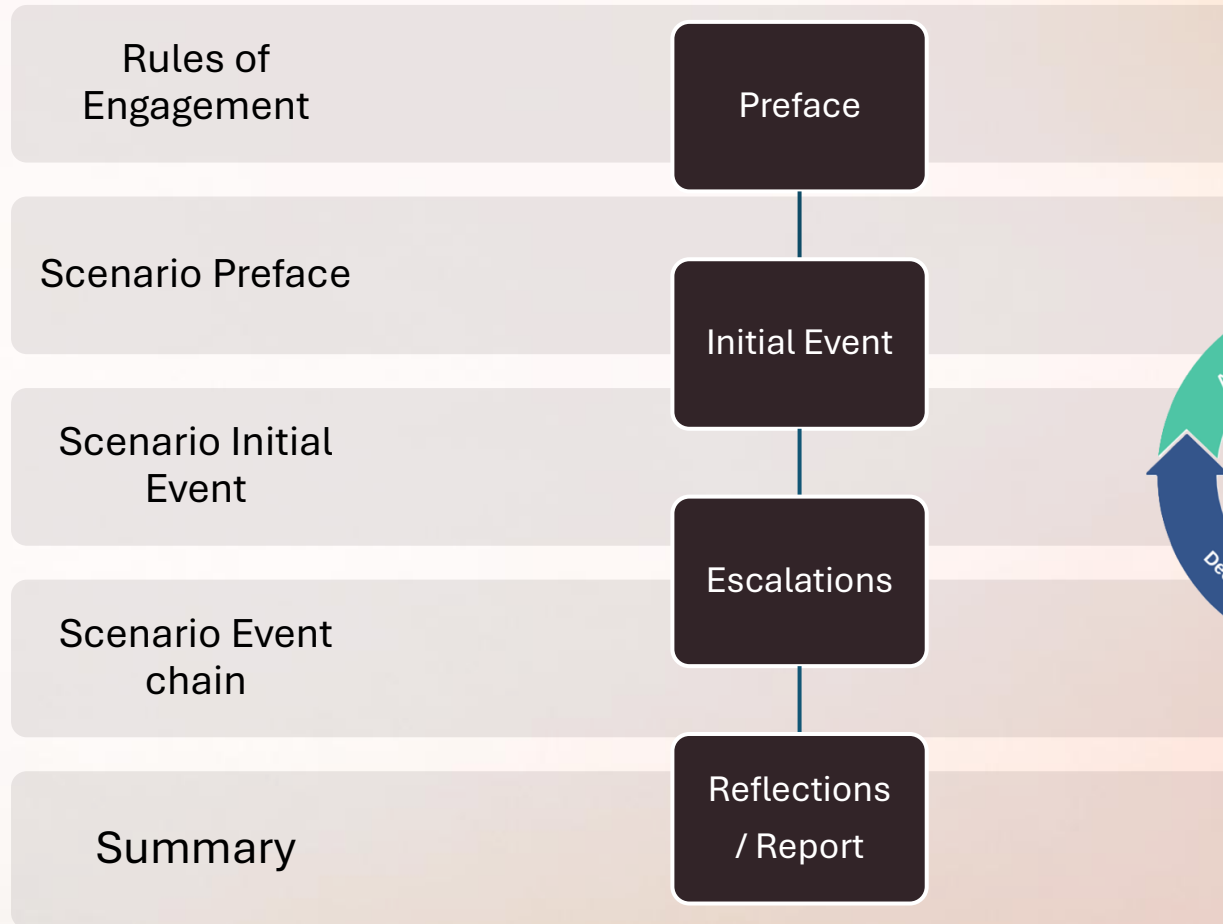 Rules of
Engagement
Preface
Scenario Preface
Initial Event
Scenario Initial
Event
Escalations
Scenario Event
chain
Reflections
/ Report
Summary